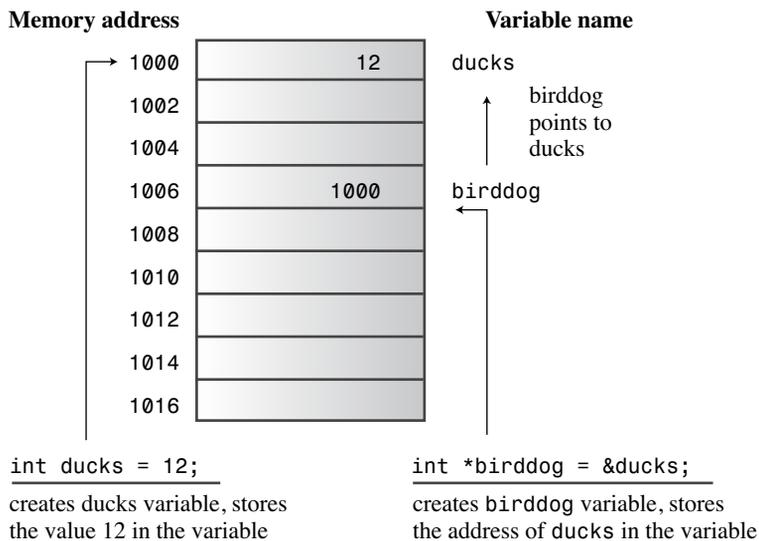 Memory address
Variable name
1000
12
ducks
1002
birddog
points to
ducks
1004
1006
1000
birddog
1008
1010
1012
1014
1016
int ducks = 12;
creates ducks variable, stores
the value 12 in the variable
int *birddog = &ducks;
creates birddog variable, stores
the address of ducks in the variable